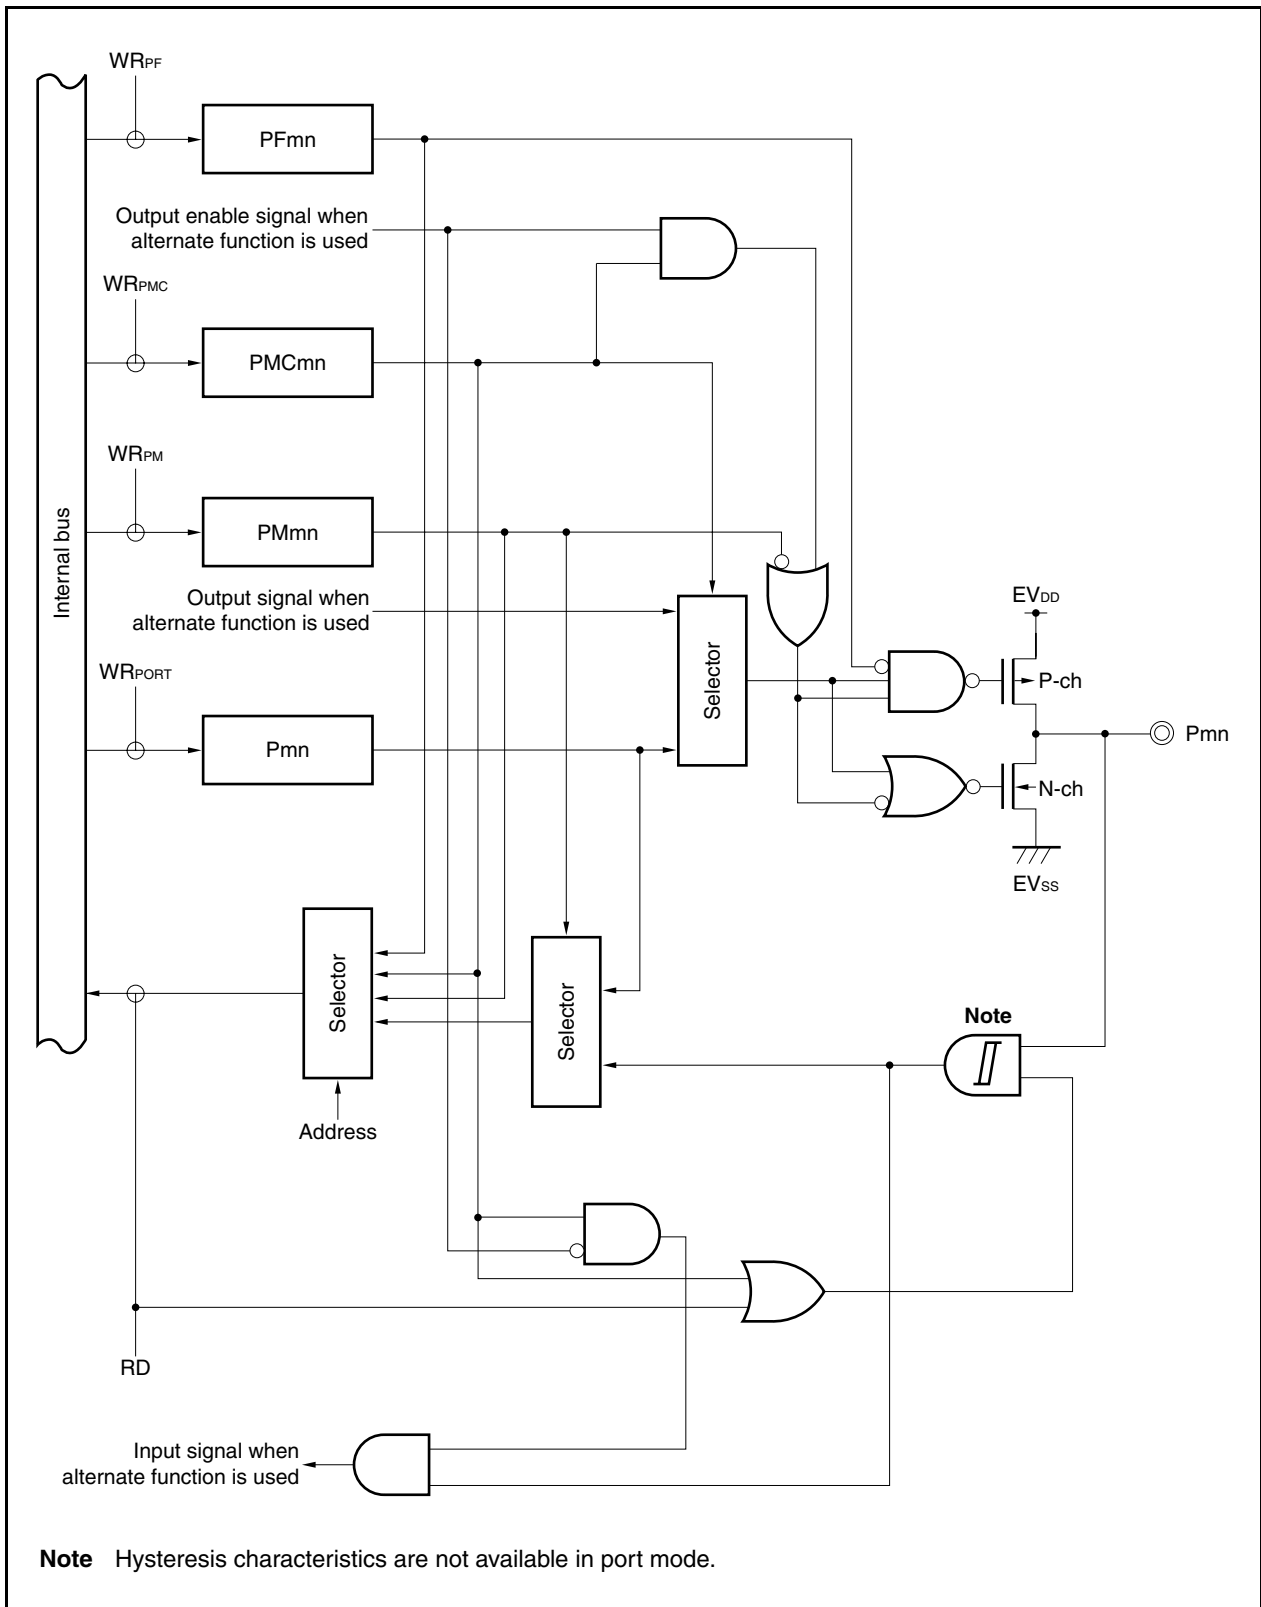 WRPF
PFmn
Output enable signal when
alternate function is used
WRPMC
PMCmn
WRPM
PMmn
Internal bus
Output signal when
alternate function is used
EVDD
WRPORT
Selector
P-ch
Pmn
Pmn
N-ch
EVSS
Selector
Selector
Note
Address
RD
Input signal when
alternate function is used
Note Hysteresis characteristics are not available in port mode.